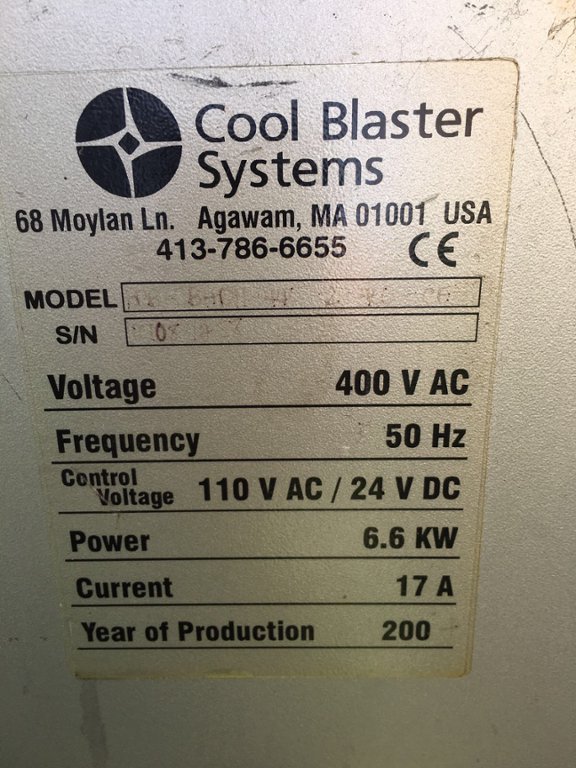 Cool Blaster
Systems
68 Moylan Ln. Agawam, MA 01001 USA
413-786-6655 CE
MODEL
S/N
Voltage 400 V AC
Frequency 50 Hz
Control
Voltage 110 V AC / 24 V DC
Power 6.6 KW
Current 17 A
Year of Production 200